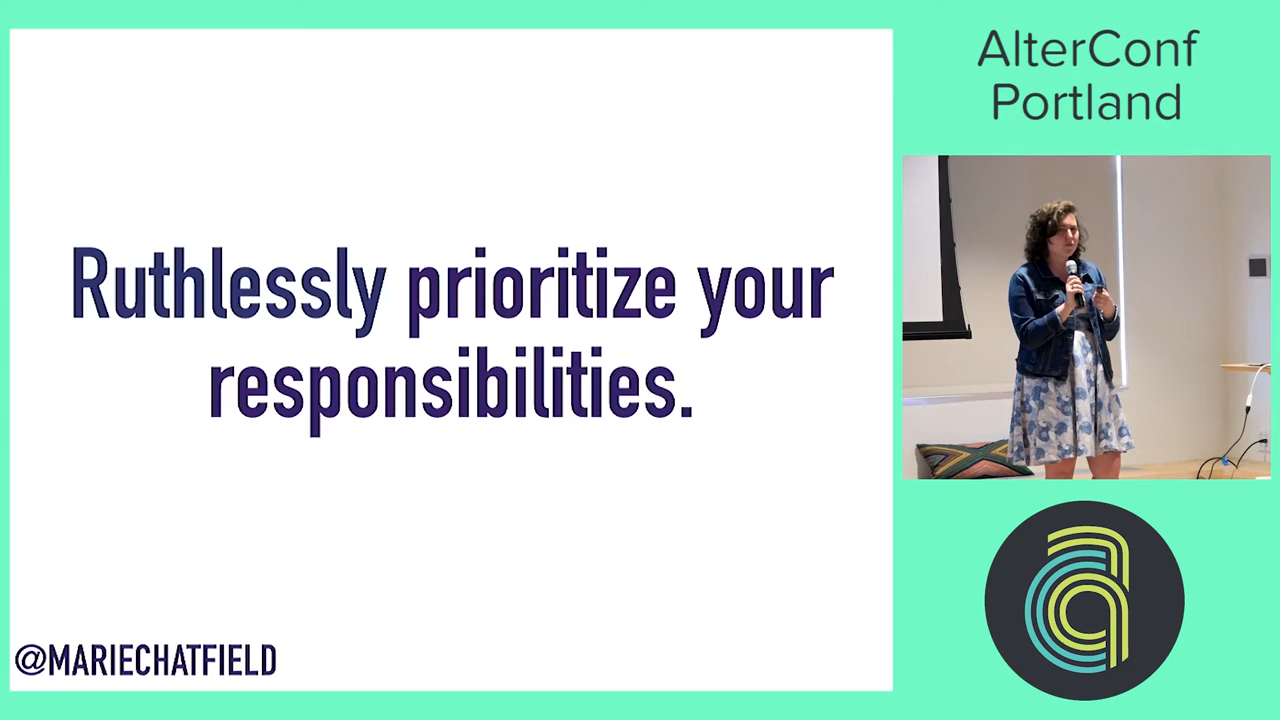 AlterConf
Portland
Ruthlessly prioritize your
responsibilities.
@MARIECHATFIELD